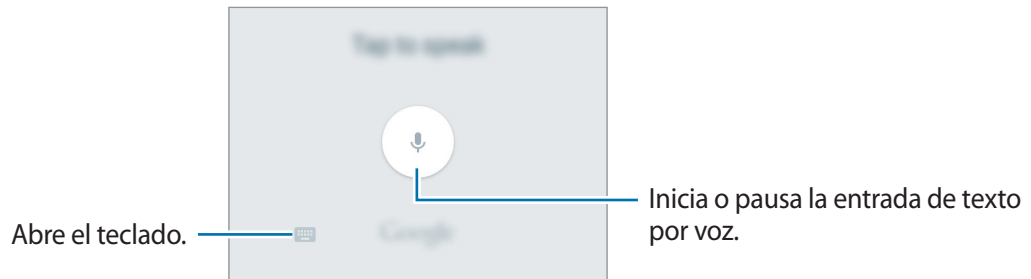 Tap to speak
Inicia o pausa la entrada de texto
por voz.
Abre el teclado.
Google